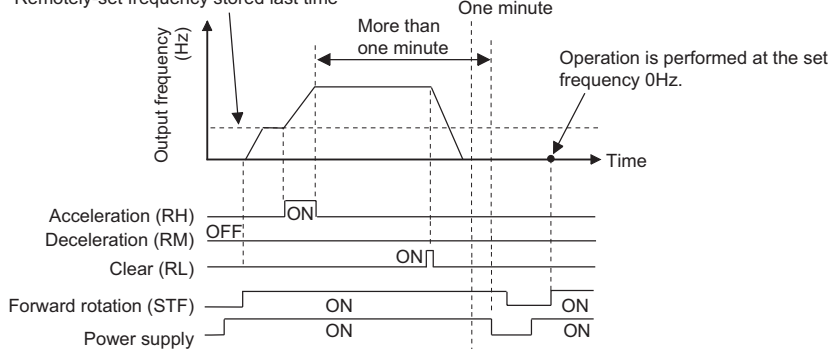 Remotely-set frequency stored last time
One minute
More than
one minute
Output frequency
(Hz)
Operation is performed at the set
frequency 0Hz.
Time
Acceleration (RH)
ON
Deceleration (RM)
OFF
Clear (RL)
ON
Forward rotation (STF)
ON
ON
Power supply
ON
ON